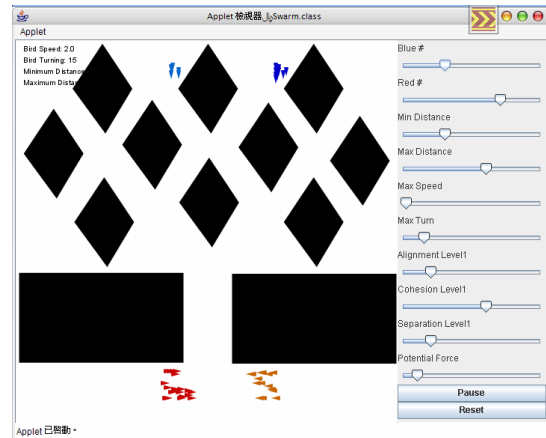 Applet 檢視器: Swarm.class
Applet
Bird Speed: 2.0
Bird Turning: 15
Minimum Distance
Maximum
Blue #
Red #
Min Distance
Max Distance
Max Speed
Max Turn
Alignment Level1
Cohesion Level1
Separation Level1
Potential Force
Pause
Reset
Applet 已啟動。